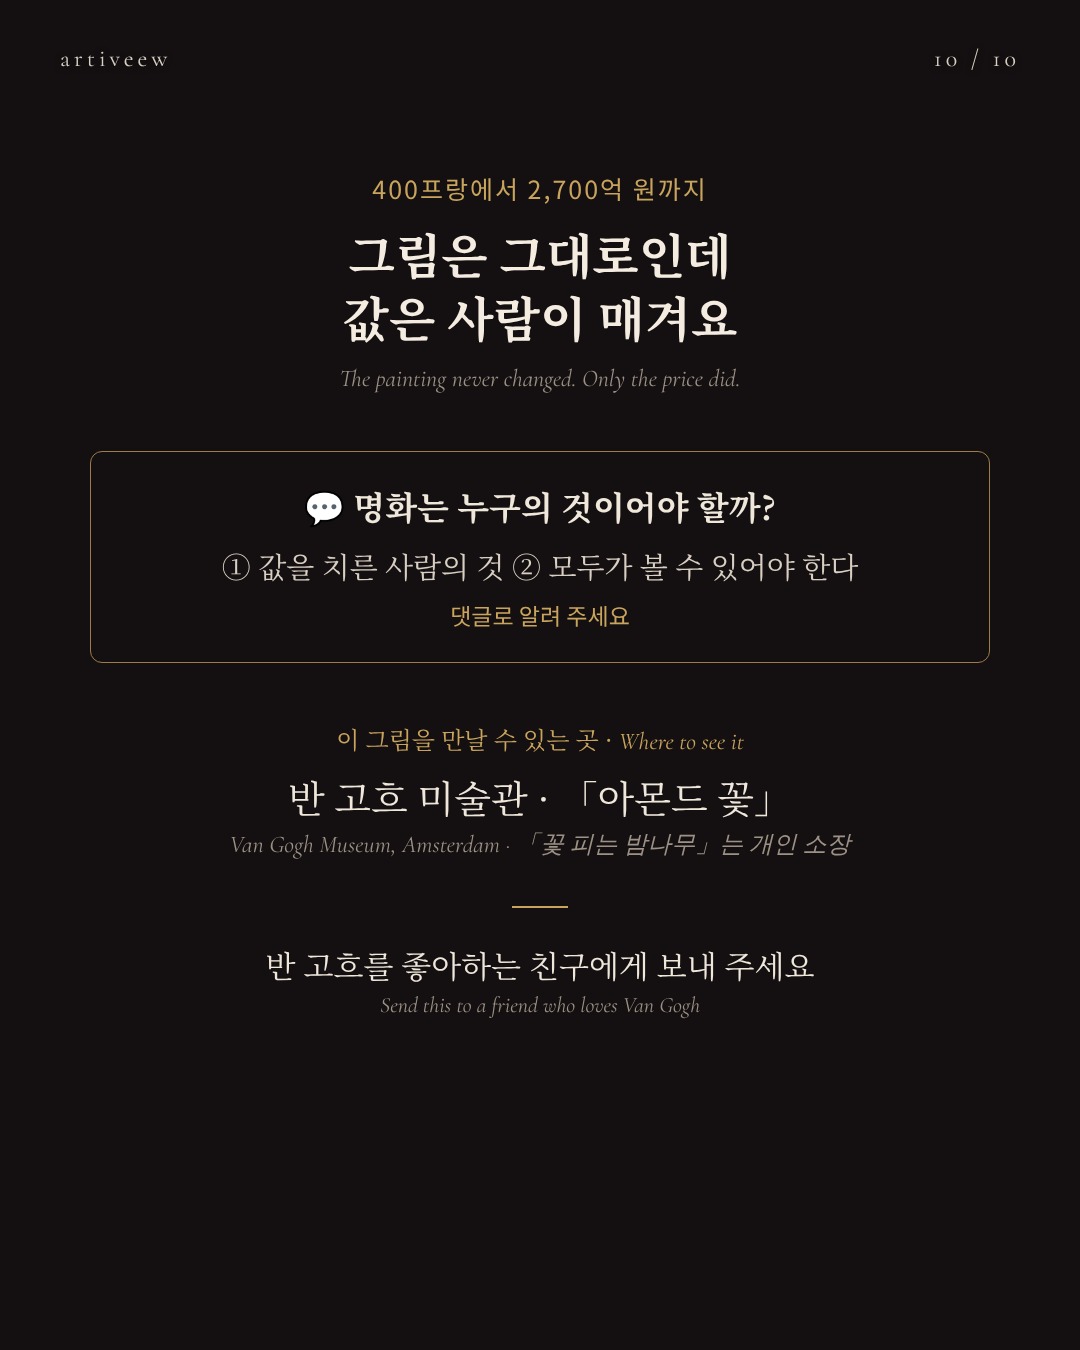 artiveew
10 / 10
400프랑에서 2,700억 원까지
그림은 그대로인데
값은 사람이 매겨요
The painting never changed. Only the price did.
💬 명화는 누구의 것이어야 할까?
① 값을 치른 사람의 것 ② 모두가 볼 수 있어야 한다
댓글로 알려 주세요
이 그림을 만날 수 있는 곳 · Where to see it
반 고흐 미술관 · 「아몬드 꽃」
Van Gogh Museum, Amsterdam · 「꽃 피는 밤나무」는 개인 소장
반 고흐를 좋아하는 친구에게 보내 주세요
Send this to a friend who loves Van Gogh